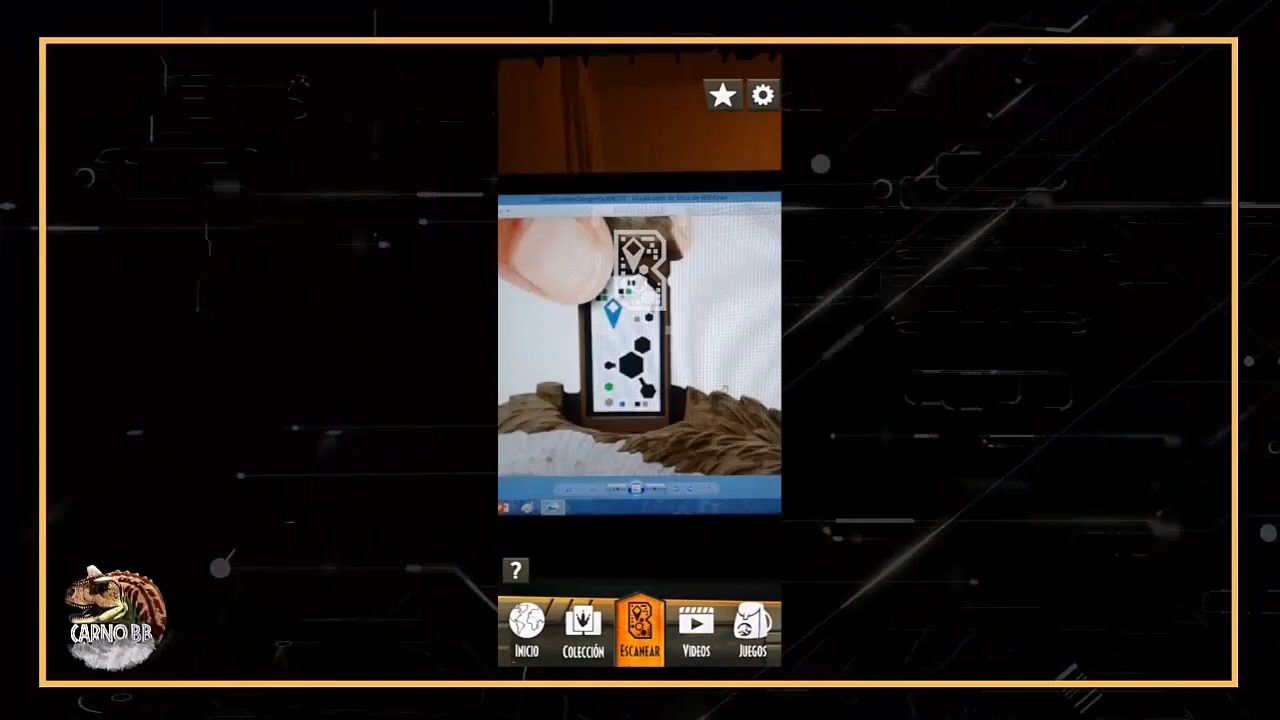 ?
INICIO
COLECCIÓN
ESCANEAR
VIDEOS
JUEGOS
CARNO BB